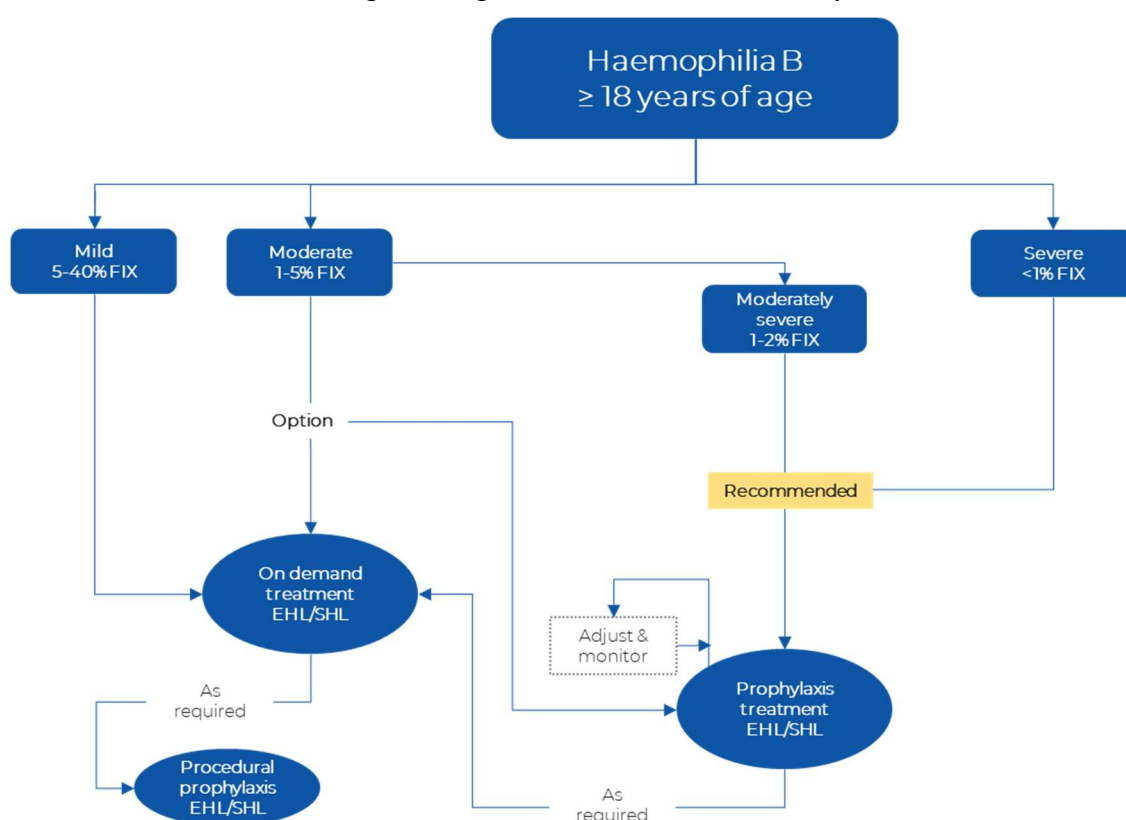 Haemophilia B
≥ 18 years of age
Mild
5-40% FIX
Moderate
1-5% FIX
Severe
<1% FIX
Moderately
severe
1-2% FIX
Option
Recommended
On demand
treatment
EHL/SHL
Adjust &
monitor
Prophylaxis
treatment
EHL/SHL
As
required
Procedural
prophylaxis
EHL/SHL
As
required